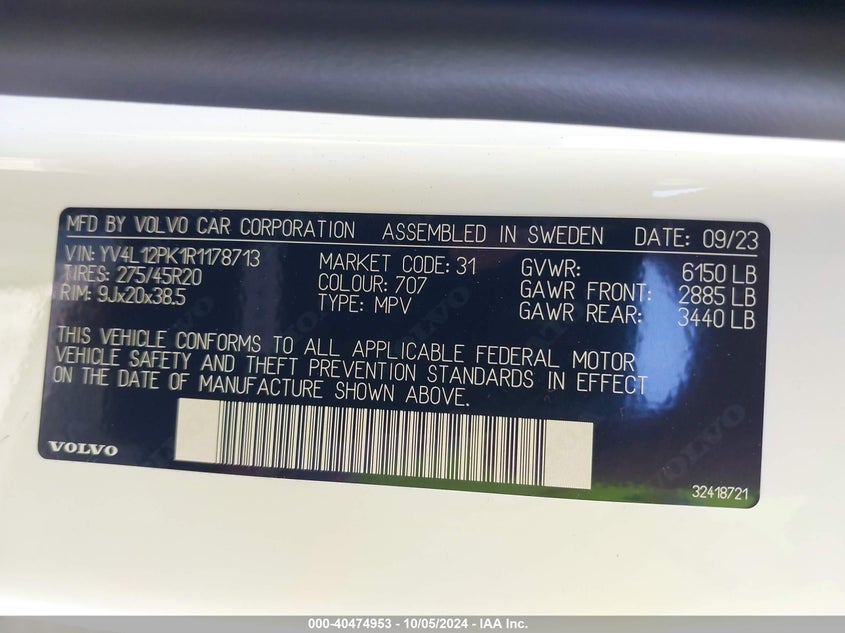 MFD BY VOLVO CAR CORPORATION ASSEMBLED IN SWEDEN DATE: 09/23
VIN: YV4L12PK1R1178713 MARKET CODE: 31 GVWR: 6150 LB
TIRES: 275/45R20 COLOUR: 707 GAWR FRONT: 2885 LB
RIM: 9Jx20x38.5 TYPE: MPV GAWR REAR: 3440 LB
THIS VEHICLE CONFORMS TO ALL APPLICABLE FEDERAL MOTOR
VEHICLE SAFETY AND THEFT PREVENTION STANDARDS IN EFFECT
ON THE DATE OF MANUFACTURE SHOWN ABOVE.
VOLVO
32418721
000-40474953 - 10/05/2024 - IAA Inc.